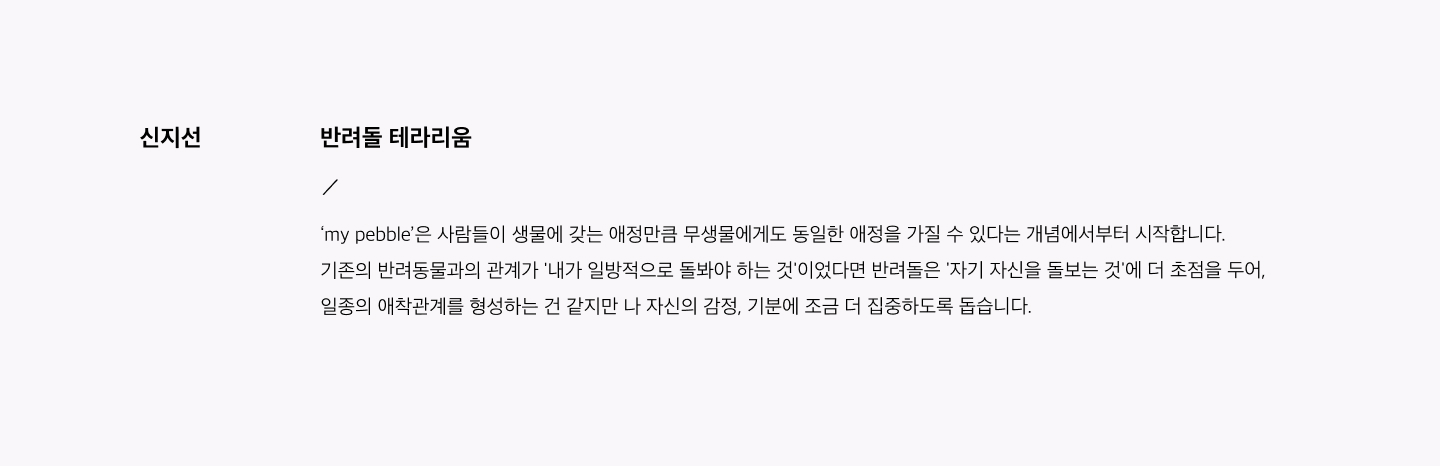 신지선
반려돌 테라리움
/
‘my pebble’은 사람들이 생물에 갖는 애정만큼 무생물에게도 동일한 애정을 가질 수 있다는 개념에서부터 시작합니다.
기존의 반려동물과의 관계가 '내가 일방적으로 돌봐야 하는 것'이었다면 반려돌은 '자기 자신을 돌보는 것'에 더 초점을 두어,
일종의 애착관계를 형성하는 건 같지만 나 자신의 감정, 기분에 조금 더 집중하도록 돕습니다.